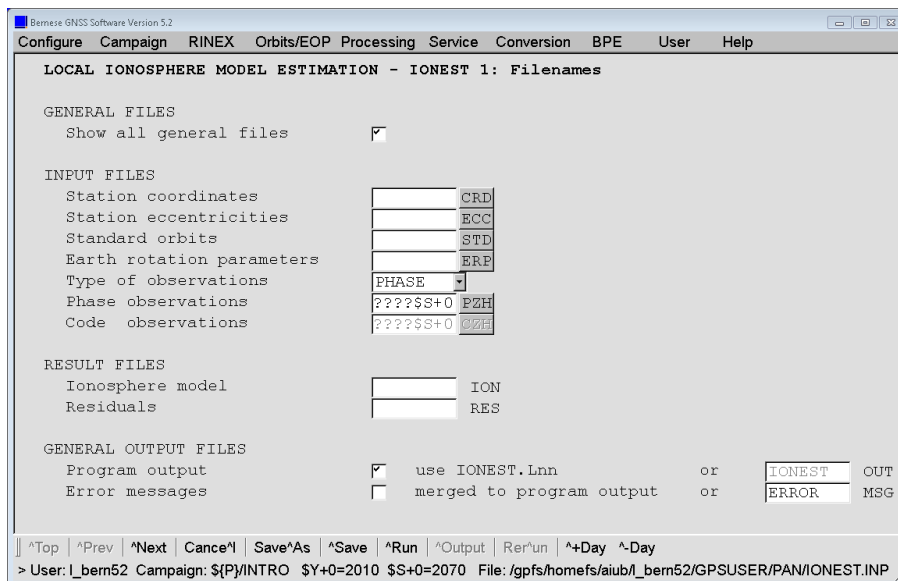 Bernese GNSS Software Version 5.2
Configure Campaign RINEX Orbits/EOP Processing Service Conversion BPE User Help
LOCAL IONOSPHERE MODEL ESTIMATION - IONEST 1: Filenames
GENERAL FILES
Show all general files
INPUT FILES
Station coordinates CRD
Station eccentricities ECC
Standard orbits STD
Earth rotation parameters ERP
Type of observations PHASE
Phase observations ????$S+0 PZH
Code observations ????$S+0 CZH
RESULT FILES
Ionosphere model ION
Residuals RES
GENERAL OUTPUT FILES
Program output use IONEST.Lnn or IONEST OUT
Error messages merged to program output or ERROR MSG
^Top | ^Prev | ^Next | Cance^l | Save^As | ^Save | ^Run | ^Output | Rer^un | ^+Day ^-Day
> User: l_bern52 Campaign: ${P}/INTRO $Y+0=2010 $S+0=2070 File: /gpfs/homefs/aiub/l_bern52/GPSUSER/PAN/IONEST.INP